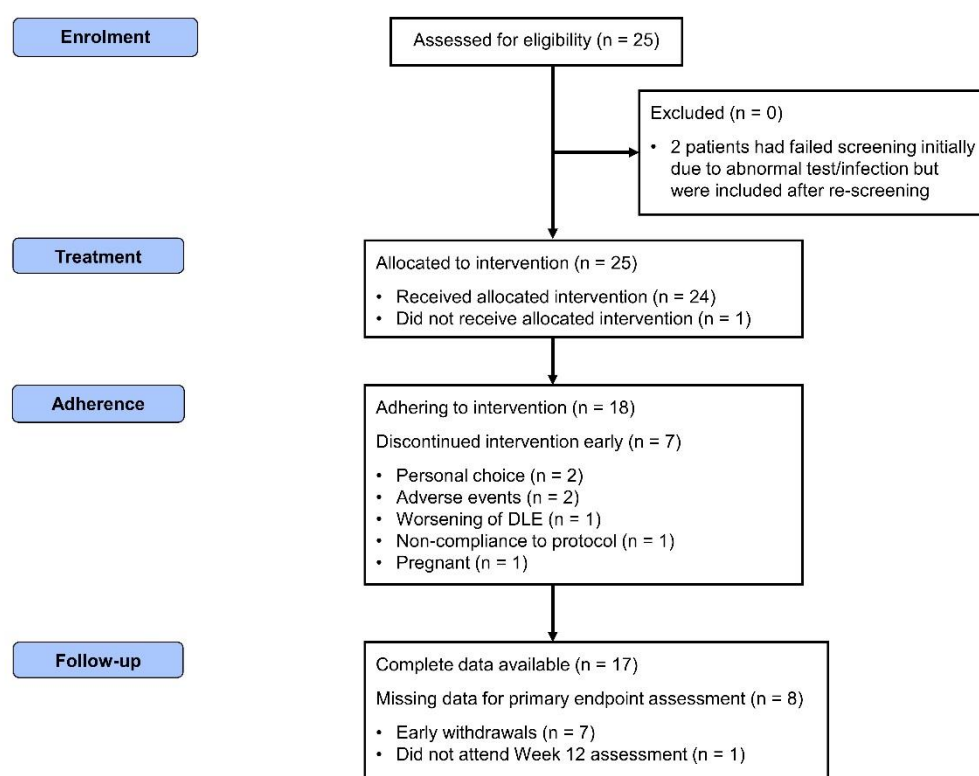 Enrolment
Assessed for eligibility (n = 25)
Excluded (n = 0)
• 2 patients had failed screening initially
due to abnormal test/infection but
were included after re-screening
Treatment
Allocated to intervention (n = 25)
• Received allocated intervention (n = 24)
• Did not receive allocated intervention (n = 1)
Adherence
Adhering to intervention (n = 18)
Discontinued intervention early (n = 7)
• Personal choice (n = 2)
• Adverse events (n = 2)
• Worsening of DLE (n = 1)
• Non-compliance to protocol (n = 1)
• Pregnant (n = 1)
Follow-up
Complete data available (n = 17)
Missing data for primary endpoint assessment (n = 8)
• Early withdrawals (n = 7)
• Did not attend Week 12 assessment (n = 1)